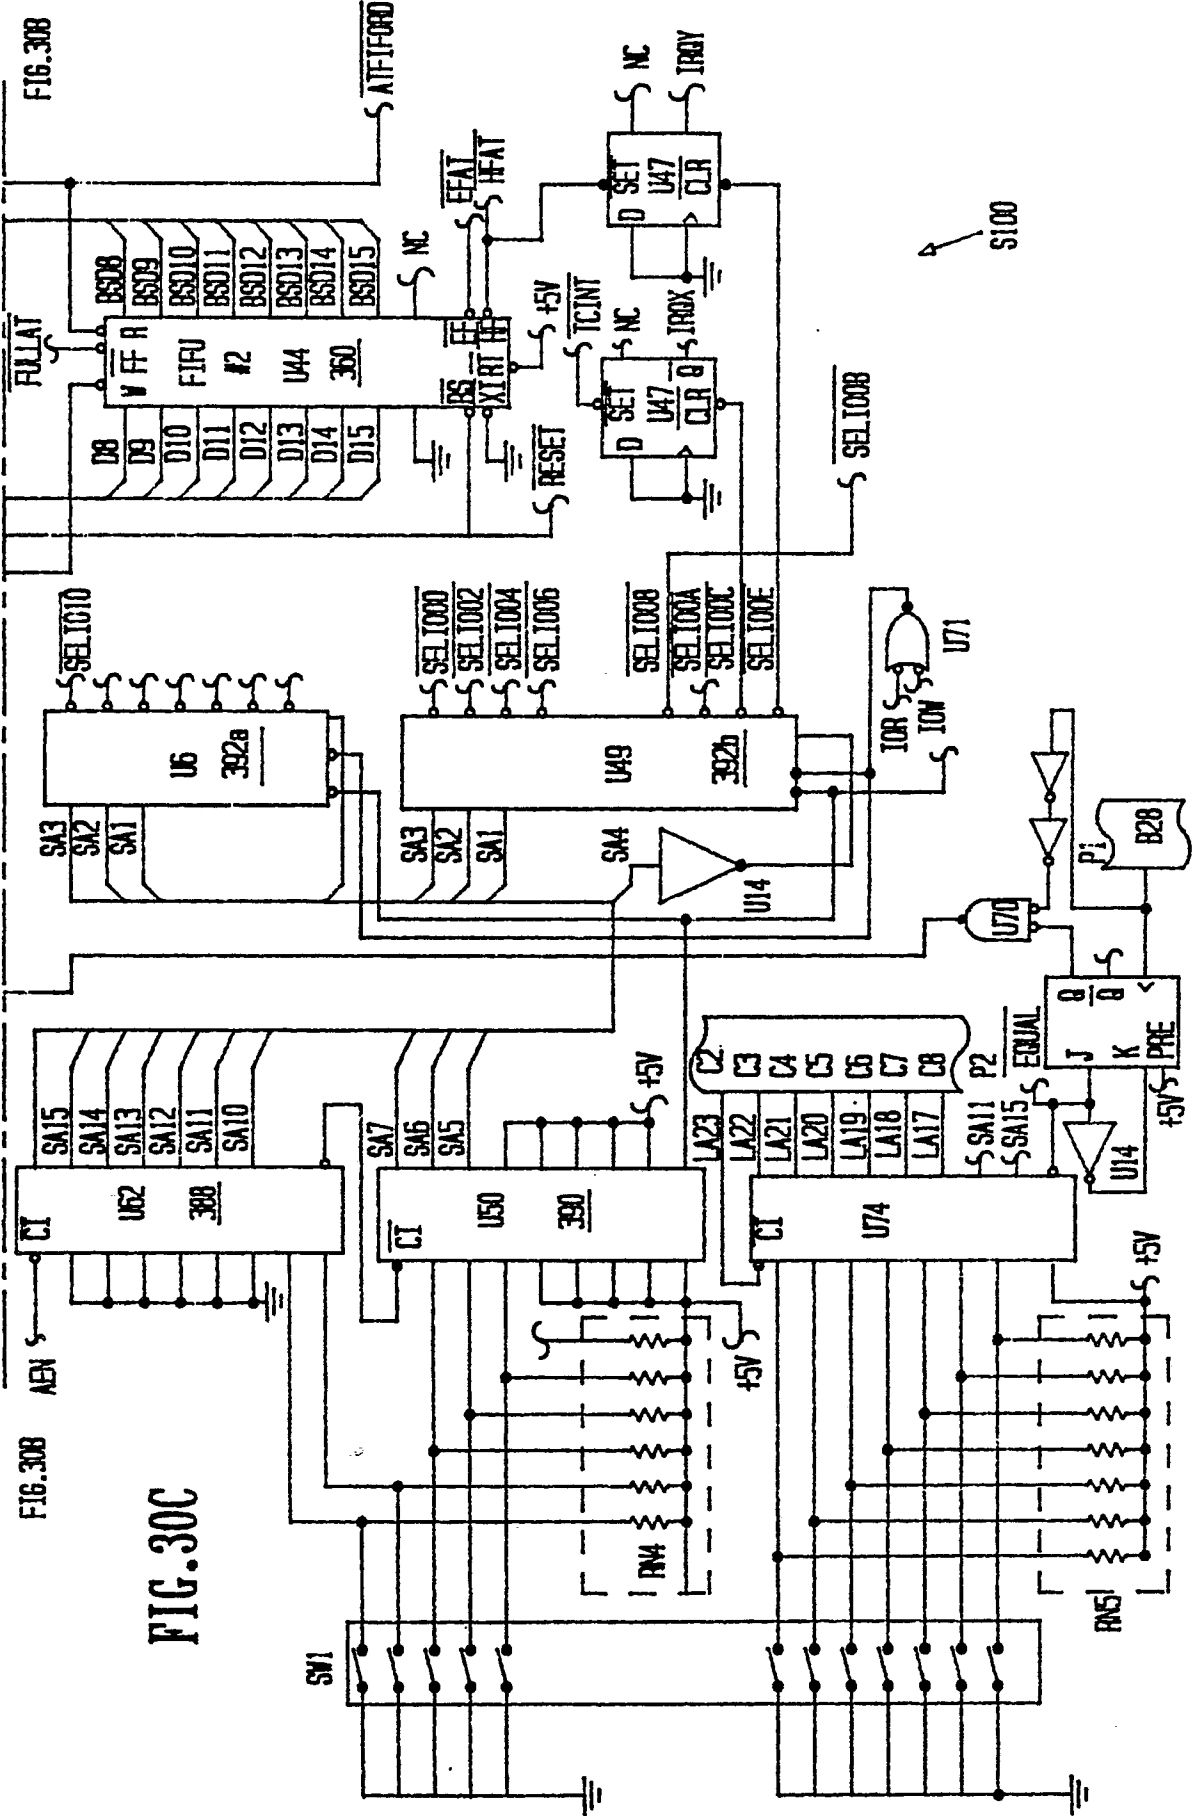 FIG.30C
FIG.30B
AEN
CI
U62
388
SA15
SA14
SA13
SA12
SA11
SA10
SA3
SA2
SA1
U6
392a
SELIO10
D8
D9
D10
D11
D12
D13
D14
D15
FULLAT
W FF R
FIFU
#2
U44
360
RS
XI RT
EF
HF
BSD8
BSD9
BSD10
BSD11
BSD12
BSD13
BSD14
BSD15
NC
EFAT
HFAT
+5V
RESET
ATFIFORD
FIG.30B
SW1
RN4
+5V
CI
U50
390
SA7
SA6
SA5
+5V
SA3
SA2
SA1
SA4
U14
U49
392b
SELIO00
SELIO02
SELIO04
SELIO06
SELIO08
SELIO0A
SELIO0C
SELIO0E
TCINT
D
SET
U47
CLR
Q
NC
IRQX
D
SET
U47
CLR
NC
IRQY
SELIO08
IOR
IOW
U71
S100
RN5
+5V
CI
U74
LA23
LA22
LA21
LA20
LA19
LA18
LA17
C2
C3
C4
C5
C6
C7
C8
P2
SA11
SA15
EQUAL
U14
+5V
J
K
PRE
Q
Q
U70
P1
B28